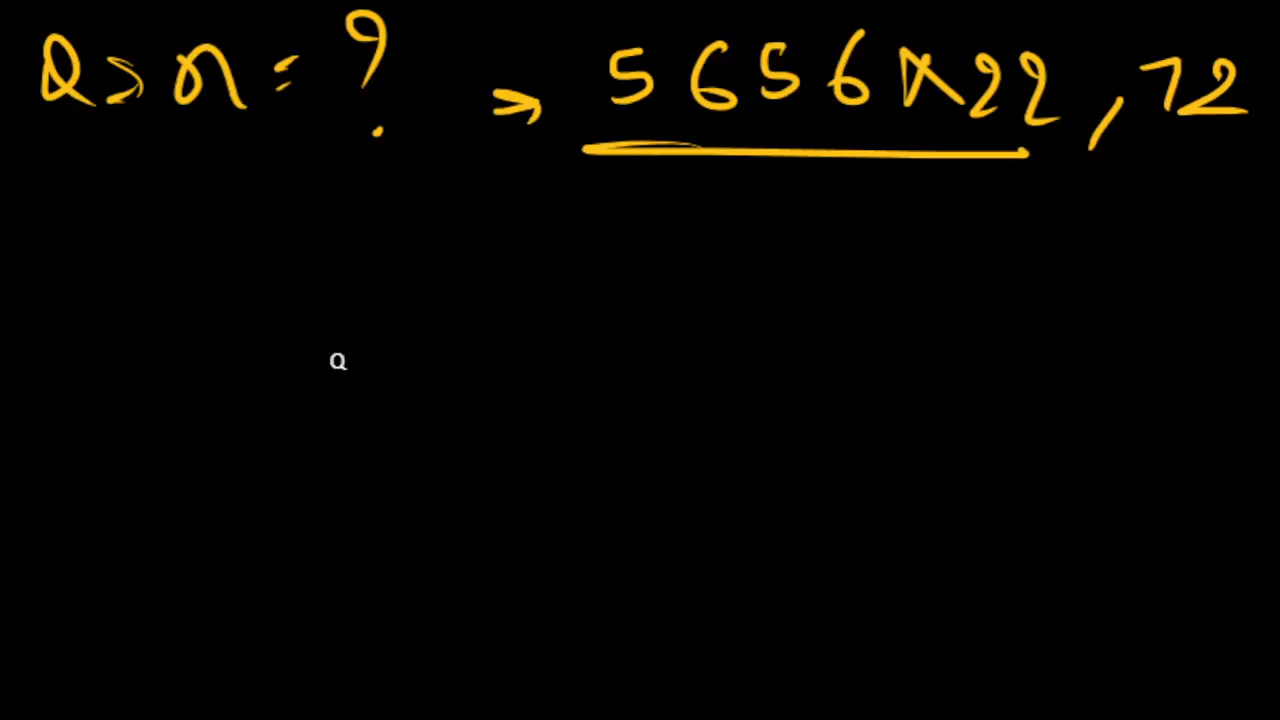 Q> x = ? ⇒ 5656x22, 72
Q